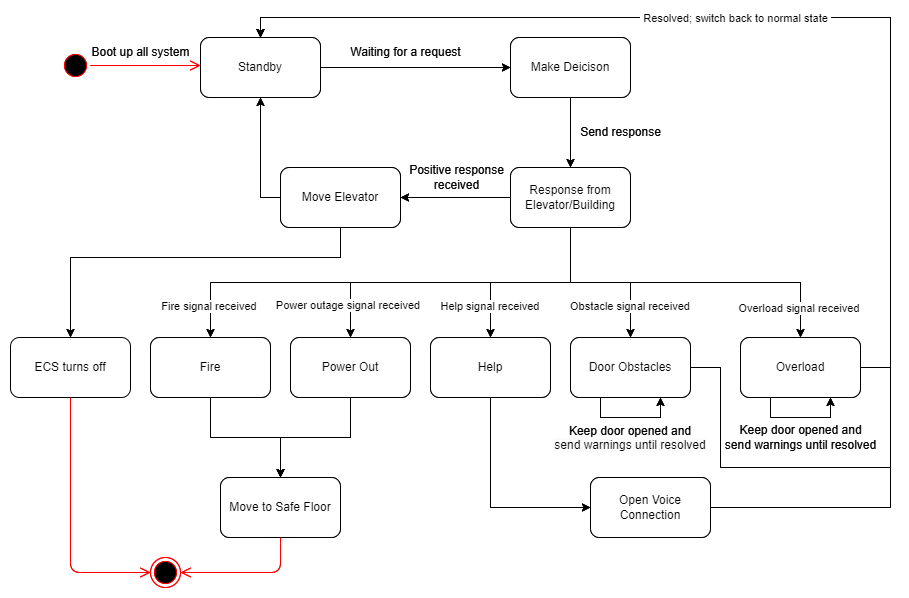 Resolved; switch back to normal state
Boot up all system
Waiting for a request
Standby
Make Deicison
Send response
Positive response
received
Move Elevator
Response from
Elevator/Building
Fire signal received
Power outage signal received
Help signal received
Obstacle signal received
Overload signal received
ECS turns off
Fire
Power Out
Help
Door Obstacles
Overload
Keep door opened and
send warnings until resolved
Keep door opened and
send warnings until resolved
Move to Safe Floor
Open Voice
Connection